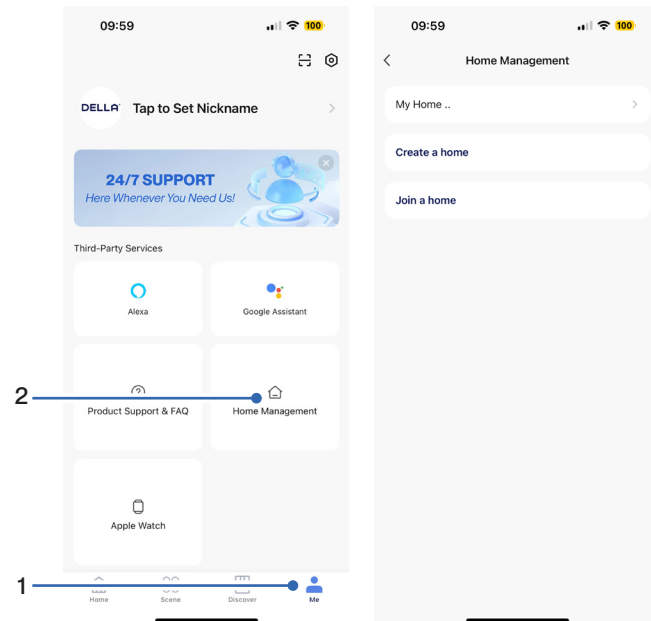 09:59
100
DELLA
Tap to Set Nickname
24/7 SUPPORT
Here Whenever You Need Us!
Third-Party Services
Alexa
Google Assistant
2
Product Support & FAQ
Home Management
Apple Watch
1
Home
Scene
Discover
Me
09:59
100
Home Management
My Home ..
Create a home
Join a home